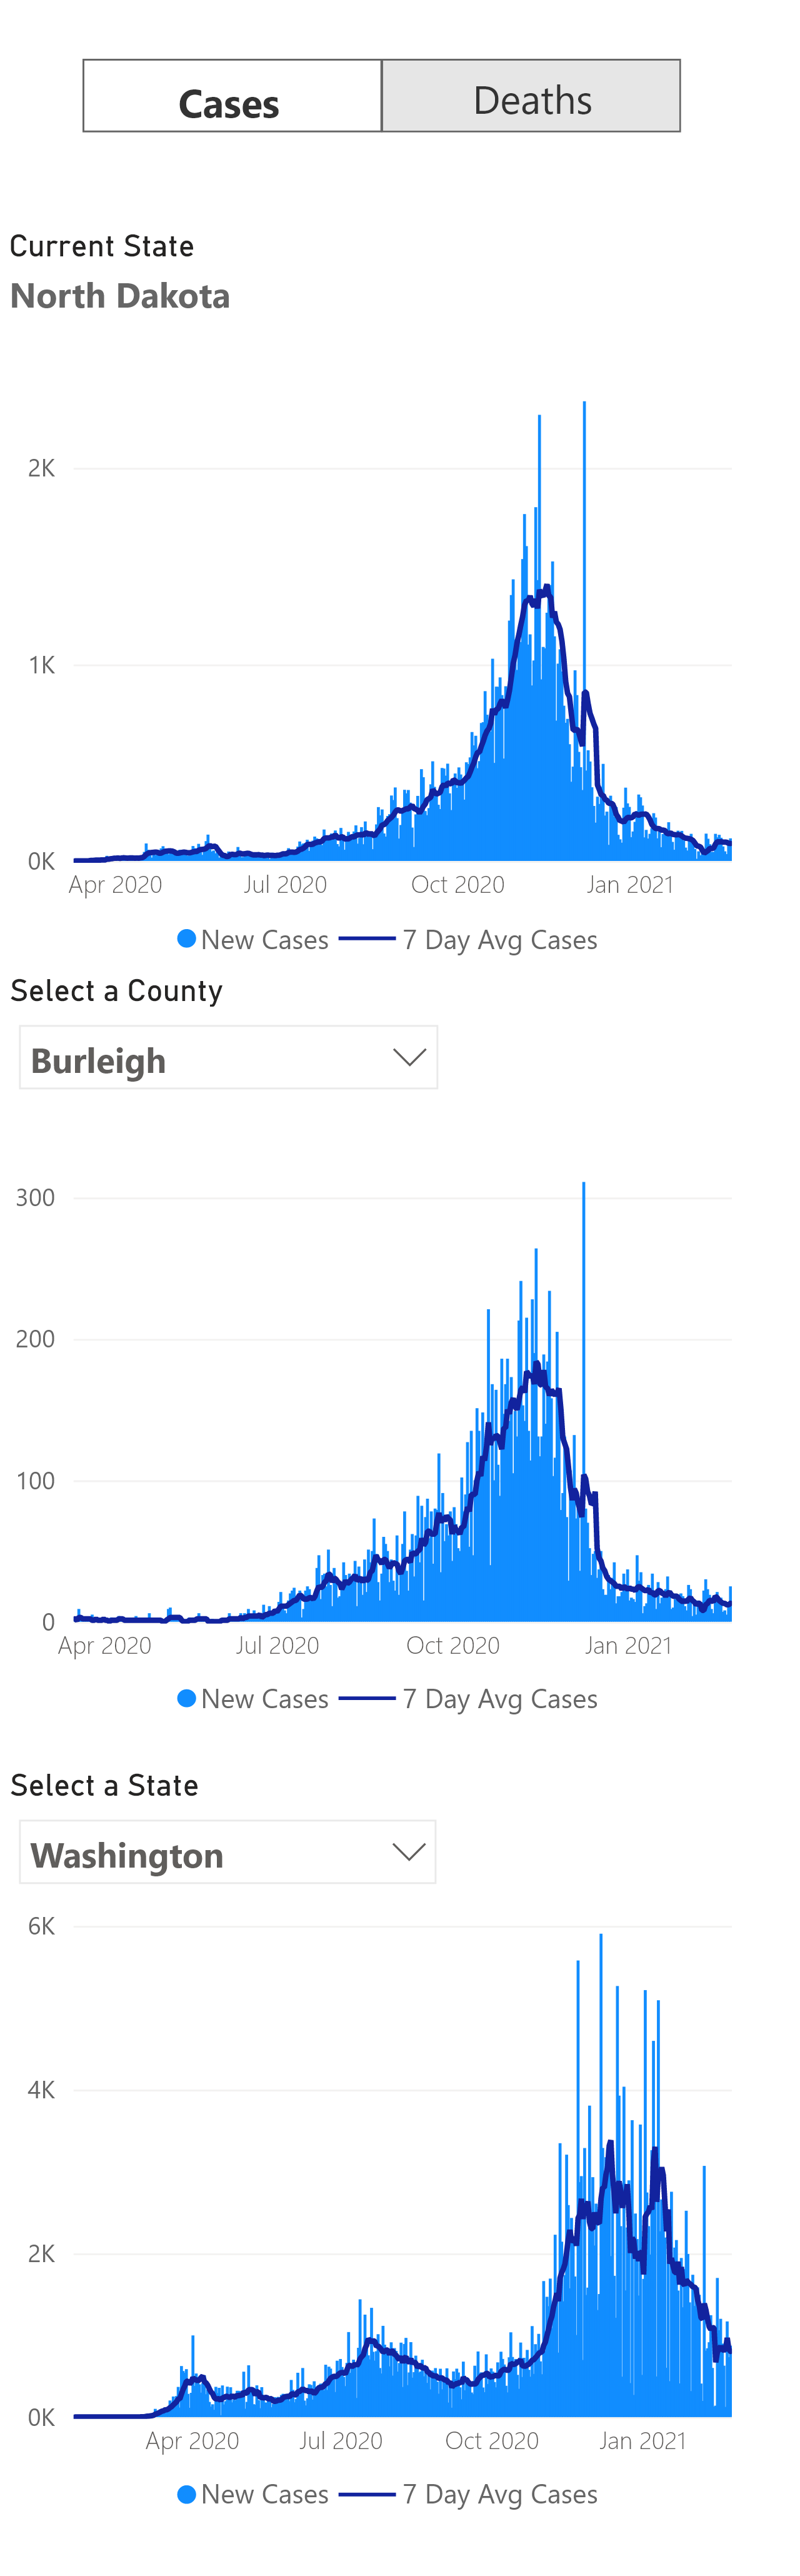 Cases Deaths
Current State
North Dakota
2K
1K
0K
Apr 2020 Jul 2020 Oct 2020 Jan 2021
New Cases 7 Day Avg Cases
Select a County
Burleigh
300
200
100
0
Apr 2020 Jul 2020 Oct 2020 Jan 2021
New Cases 7 Day Avg Cases
Select a State
Washington
6K
4K
2K
0K
Apr 2020 Jul 2020 Oct 2020 Jan 2021
New Cases 7 Day Avg Cases